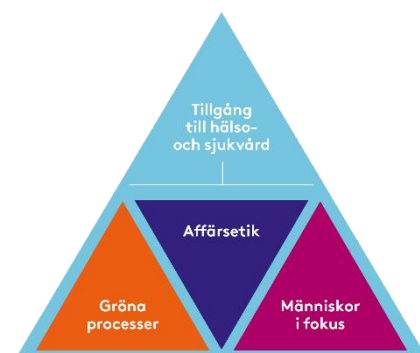 Tillgång
till hälso-
och sjukvård
Affärsetik
Gröna
processer
Människor
i fokus